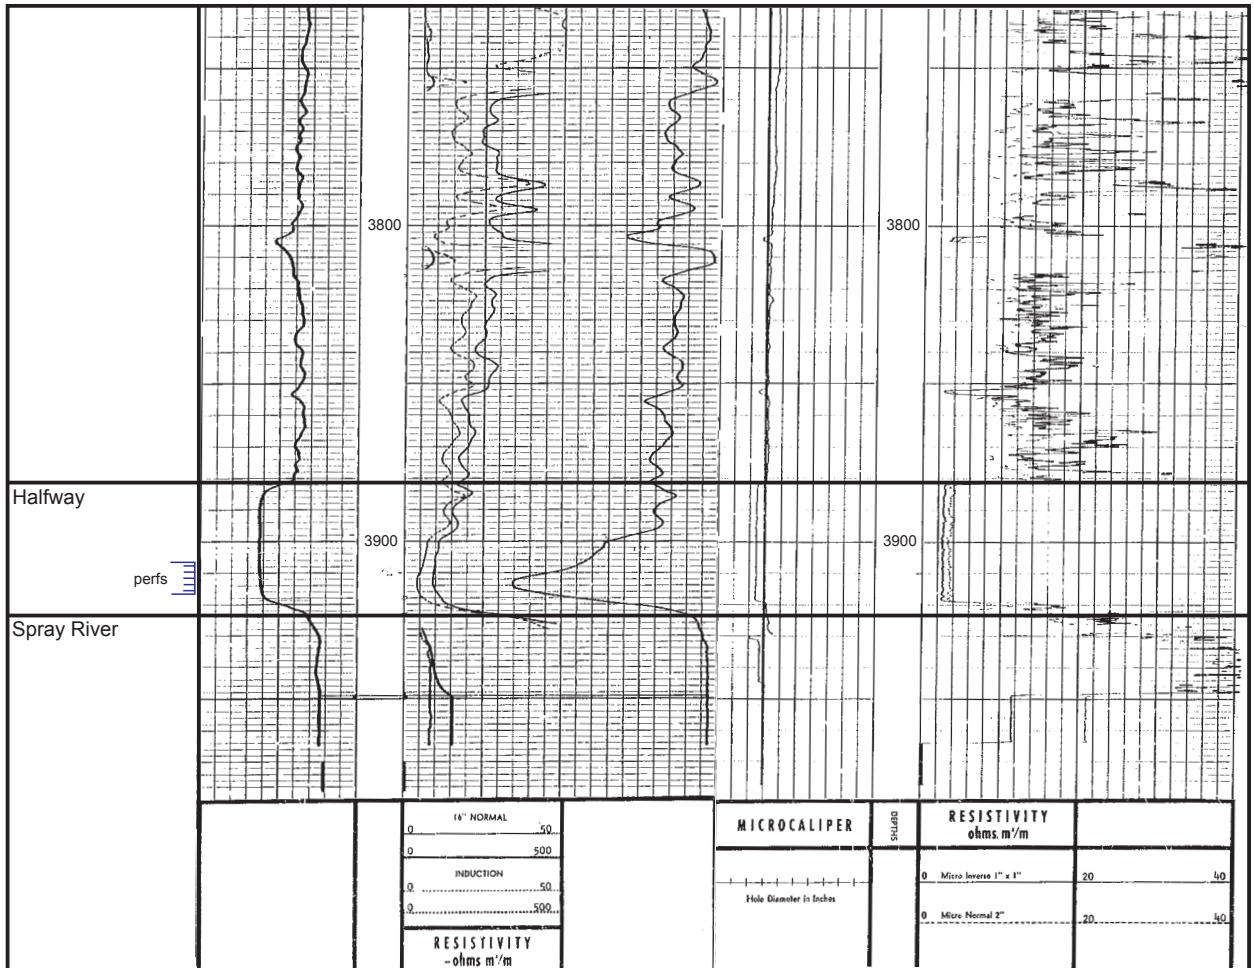 3800
3800
Halfway
3900
3900
perfs
Spray River
16" NORMAL
0 50
0 500
INDUCTION
0 50
0 500
RESISTIVITY
-ohms m²/m
MICROCALIPER
Hole Diameter in Inches
DEPTHS
RESISTIVITY
ohms. m²/m
0 Micro Inverse 1" x 1" 20 40
0 Micro Normal 2" 20 40